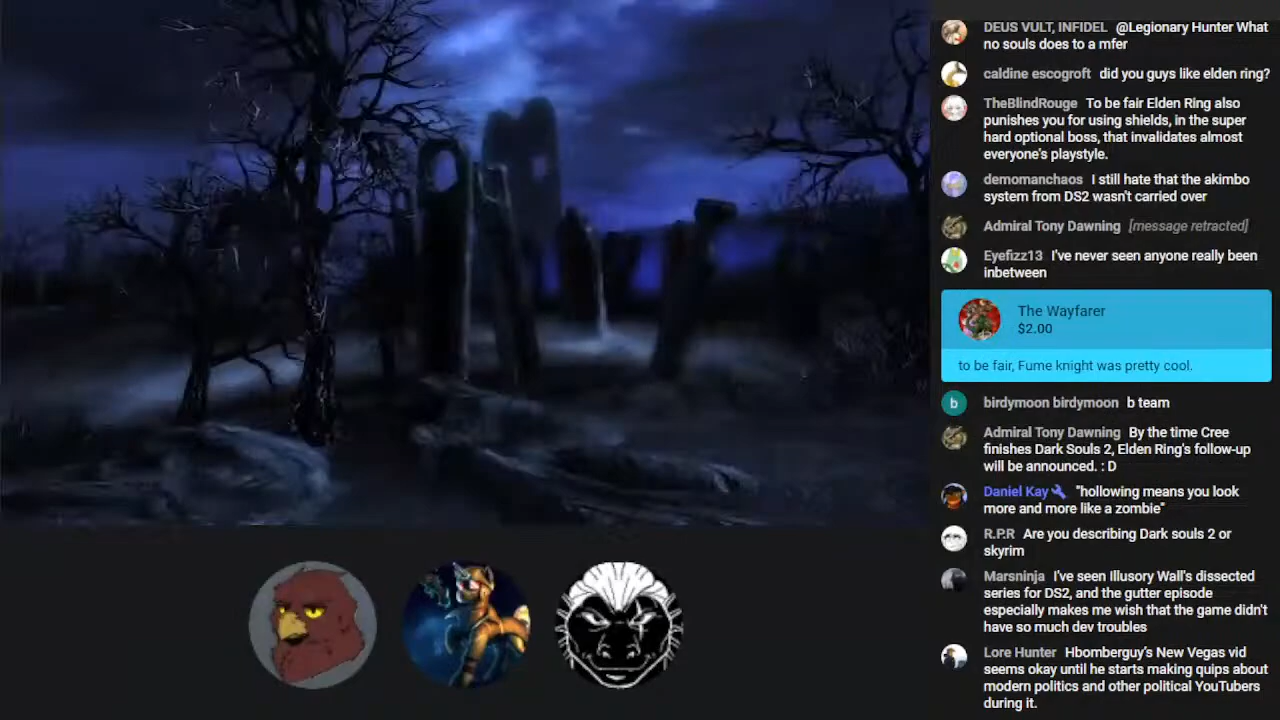 DEUS VULT, INFIDEL @Legionary Hunter What
no souls does to a mfer
caldine escogroft did you guys like elden ring?
TheBlindRouge To be fair Elden Ring also
punishes you for using shields, in the super
hard optional boss, that invalidates almost
everyone's playstyle.
demomanchaos I still hate that the akimbo
system from DS2 wasn't carried over
Admiral Tony Dawning [message retracted]
Eyefizz13 I've never seen anyone really been
inbetween
The Wayfarer
$2.00
to be fair, Fume knight was pretty cool.
b birdymoon birdymoon b team
Admiral Tony Dawning By the time Cree
finishes Dark Souls 2, Elden Ring's follow-up
will be announced. : D
Daniel Kay "hollowing means you look
more and more like a zombie"
R.P.R Are you describing Dark souls 2 or
skyrim
Marsninja I've seen Illusory Wall's dissected
series for DS2, and the gutter episode
especially makes me wish that the game didn't
have so much dev troubles
Lore Hunter Hbomberguy's New Vegas vid
seems okay until he starts making quips about
modern politics and other political YouTubers
during it.